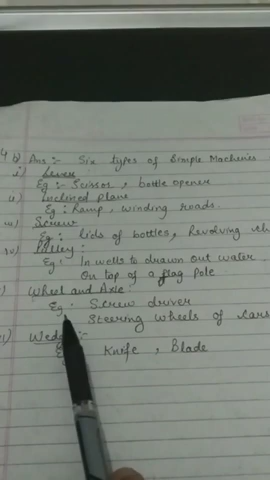 4 b) Ans :- Six types of Simple Machines
i) Lever :
Eg :- Scissor , bottle opener
ii) Inclined Plane
Eg : Ramp , winding roads.
iii) Screw
Eg : Lids of bottles, Revolving
iv) Pulley :
Eg : In wells to drawn out water
On top of a flag pole.
Wheel and Axle :
Eg : Screw driver
Steering wheels of cars
vi) Wedge :-
Knife , Blade